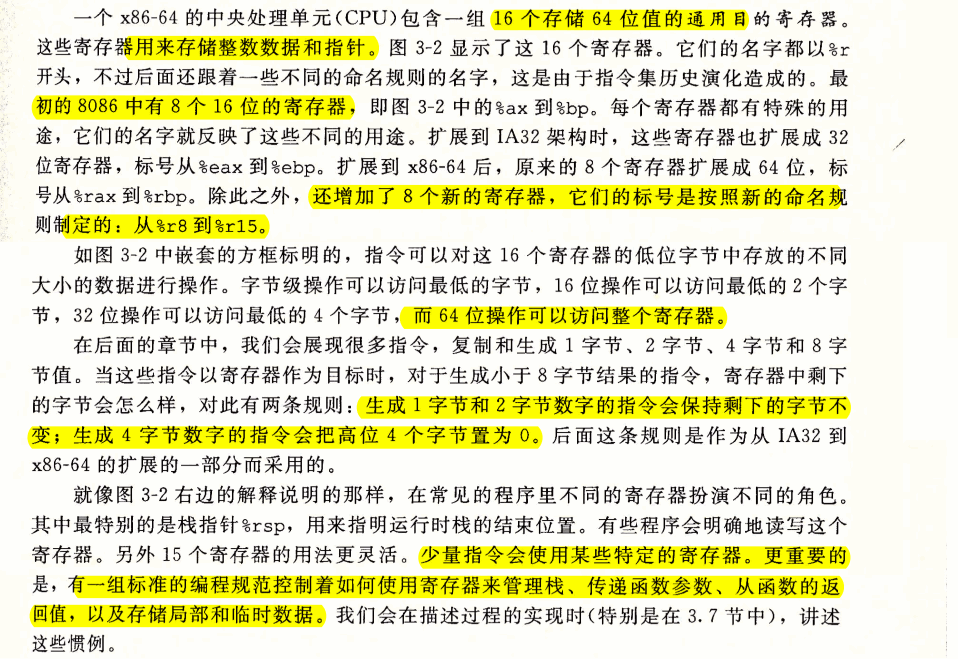 一个 x86-64 的中央处理单元(CPU)包含一组 16 个存储 64 位值的通用目的寄存器。
这些寄存器用来存储整数数据和指针。图 3-2 显示了这 16 个寄存器。它们的名字都以%r
开头，不过后面还跟着一些不同的命名规则的名字，这是由于指令集历史演化造成的。最
初的 8086 中有 8 个 16 位的寄存器，即图 3-2 中的%ax 到%bp。每个寄存器都有特殊的用
途，它们的名字就反映了这些不同的用途。扩展到 IA32 架构时，这些寄存器也扩展成 32
位寄存器，标号从%eax 到%ebp。扩展到 x86-64 后，原来的 8 个寄存器扩展成 64 位，标
号从%rax 到%rbp。除此之外，还增加了 8 个新的寄存器，它们的标号是按照新的命名规
则制定的：从%r8 到%r15。
如图 3-2 中嵌套的方框标明的，指令可以对这 16 个寄存器的低位字节中存放的不同
大小的数据进行操作。字节级操作可以访问最低的字节，16 位操作可以访问最低的 2 个字
节，32 位操作可以访问最低的 4 个字节，而 64 位操作可以访问整个寄存器。
在后面的章节中，我们会展现很多指令，复制和生成 1 字节、2 字节、4 字节和 8 字
节值。当这些指令以寄存器作为目标时，对于生成小于 8 字节结果的指令，寄存器中剩下
的字节会怎么样，对此有两条规则：生成 1 字节和 2 字节数字的指令会保持剩下的字节不
变；生成 4 字节数字的指令会把高位 4 个字节置为 0。后面这条规则是作为从 IA32 到
x86-64 的扩展的一部分而采用的。
就像图 3-2 右边的解释说明的那样，在常见的程序里不同的寄存器扮演不同的角色。
其中最特别的是栈指针%rsp，用来指明运行时栈的结束位置。有些程序会明确地读写这个
寄存器。另外 15 个寄存器的用法更灵活。少量指令会使用某些特定的寄存器。更重要的
是，有一组标准的编程规范控制着如何使用寄存器来管理栈、传递函数参数、从函数的返
回值，以及存储局部和临时数据。我们会在描述过程的实现时(特别是在 3.7 节中)，讲述
这些惯例。